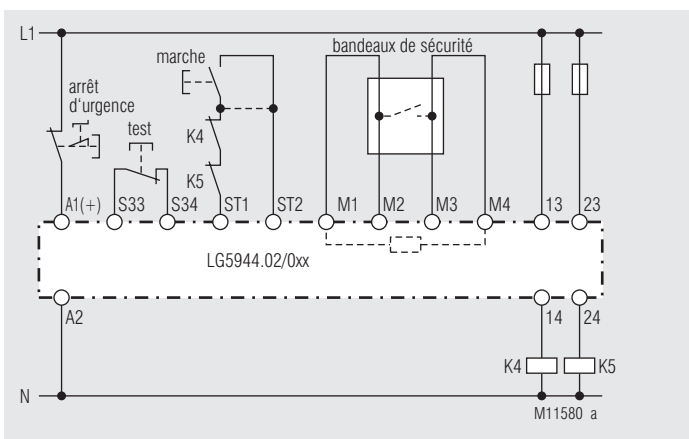 L1
bandeaux de sécurité
marche
arrêt
d'urgence
test
K4
K5
A1(+) S33 S34 ST1 ST2 M1 M2 M3 M4 13 23
LG5944.02/0xx
A2 14 24
K4 K5
N
M11580 a